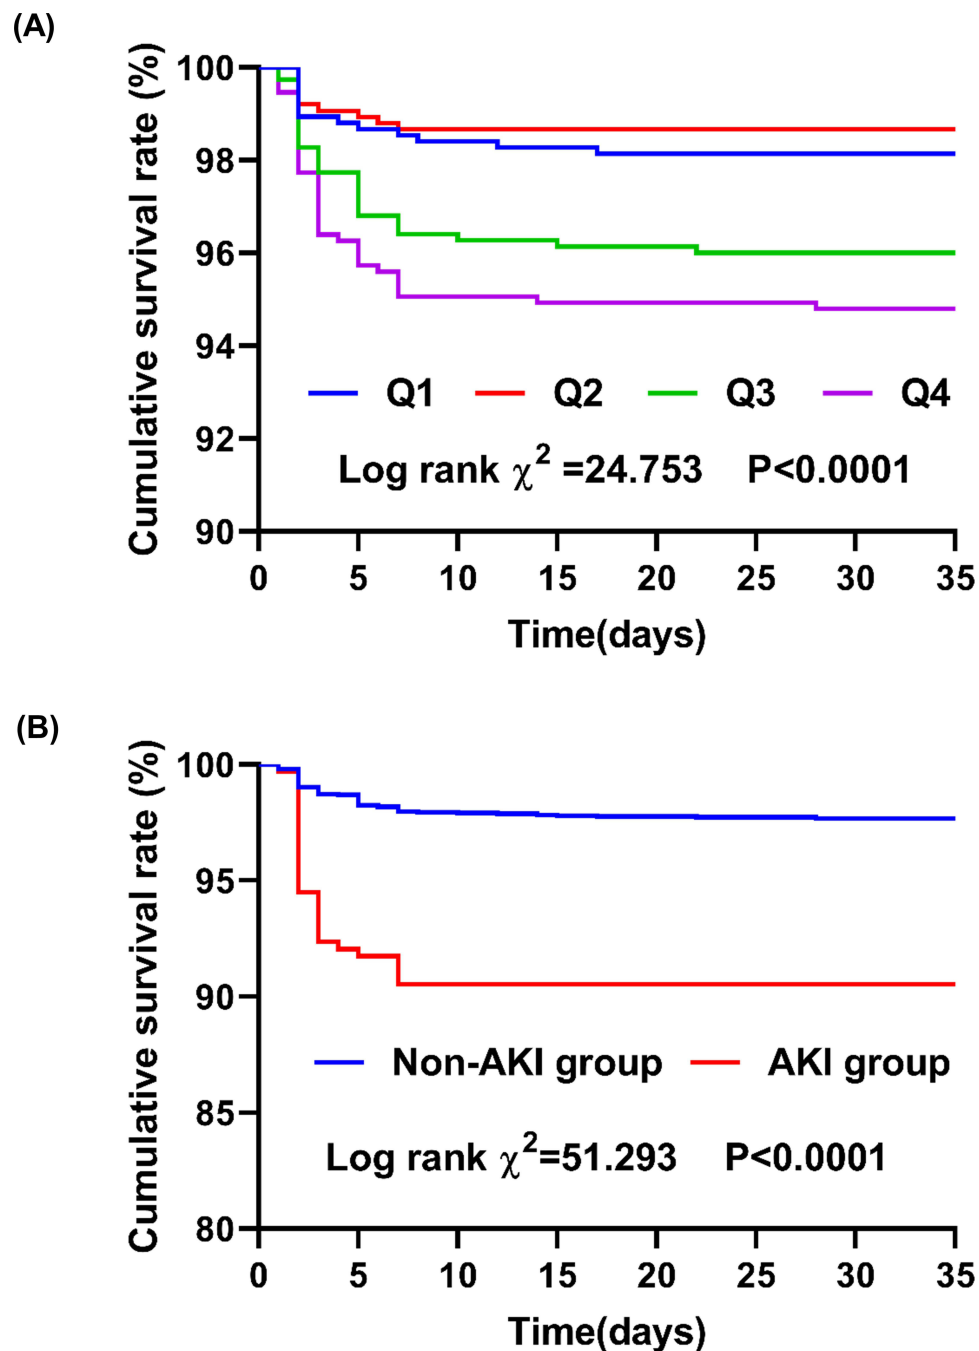 (A)
Cumulative survival rate (%)
100
98
96
94
92
90
Q1 Q2 Q3 Q4
Log rank χ² =24.753 P<0.0001
0 5 10 15 20 25 30 35
Time(days)
(B)
Cumulative survival rate (%)
100
95
90
85
80
Non-AKI group AKI group
Log rank χ²=51.293 P<0.0001
0 5 10 15 20 25 30 35
Time(days)